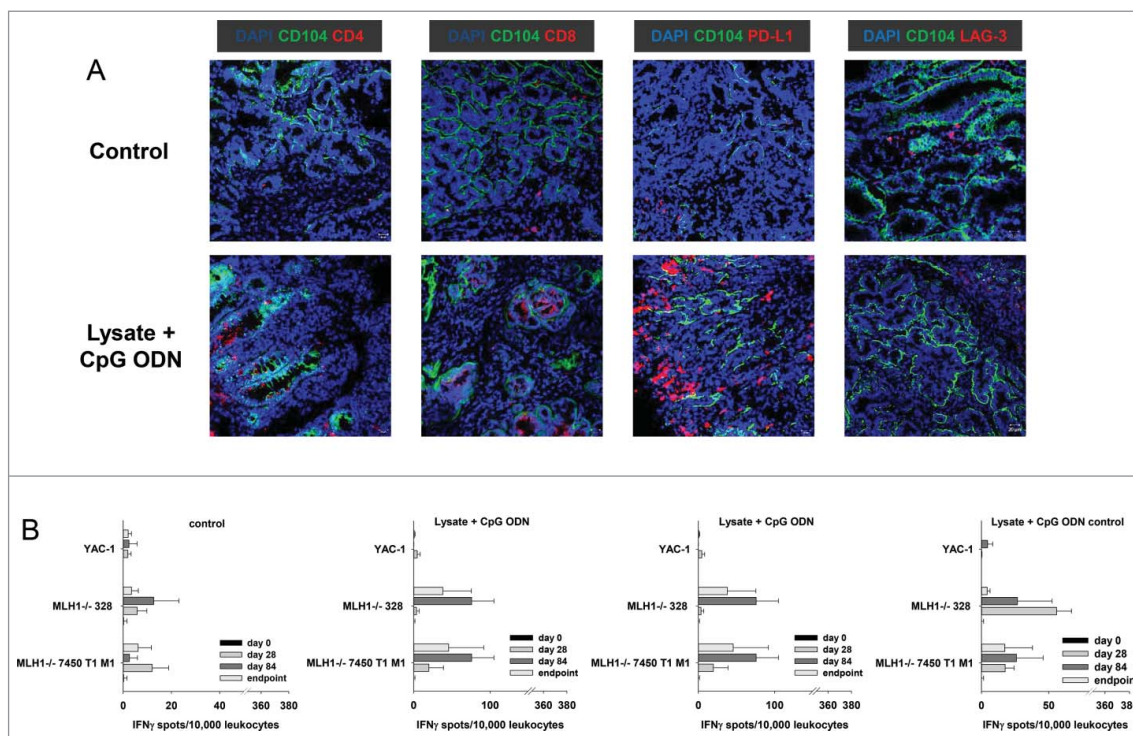 DAPI CD104 CD4
DAPI CD104 CD8
DAPI CD104 PD-L1
DAPI CD104 LAG-3
A
Control
Lysate +
CpG ODN
20 µm
B
control
YAC-1
MLH1-/- 328
MLH1-/- 7450 T1 M1
day 0
day 28
day 84
endpoint
0 10 20 30 360 380
IFNγ spots/10,000 leukocytes
Lysate + CpG ODN
YAC-1
MLH1-/- 328
MLH1-/- 7450 T1 M1
day 0
day 28
day 84
endpoint
0 100 360 380
IFNγ spots/10,000 leukocytes
Lysate + CpG ODN
YAC-1
MLH1-/- 328
MLH1-/- 7450 T1 M1
day 0
day 28
day 84
endpoint
0 100 360 380
IFNγ spots/10,000 leukocytes
Lysate + CpG ODN control
YAC-1
MLH1-/- 328
MLH1-/- 7450 T1 M1
day 0
day 28
day 84
endpoint
0 50 360
IFNγ spots/10,000 leukocytes